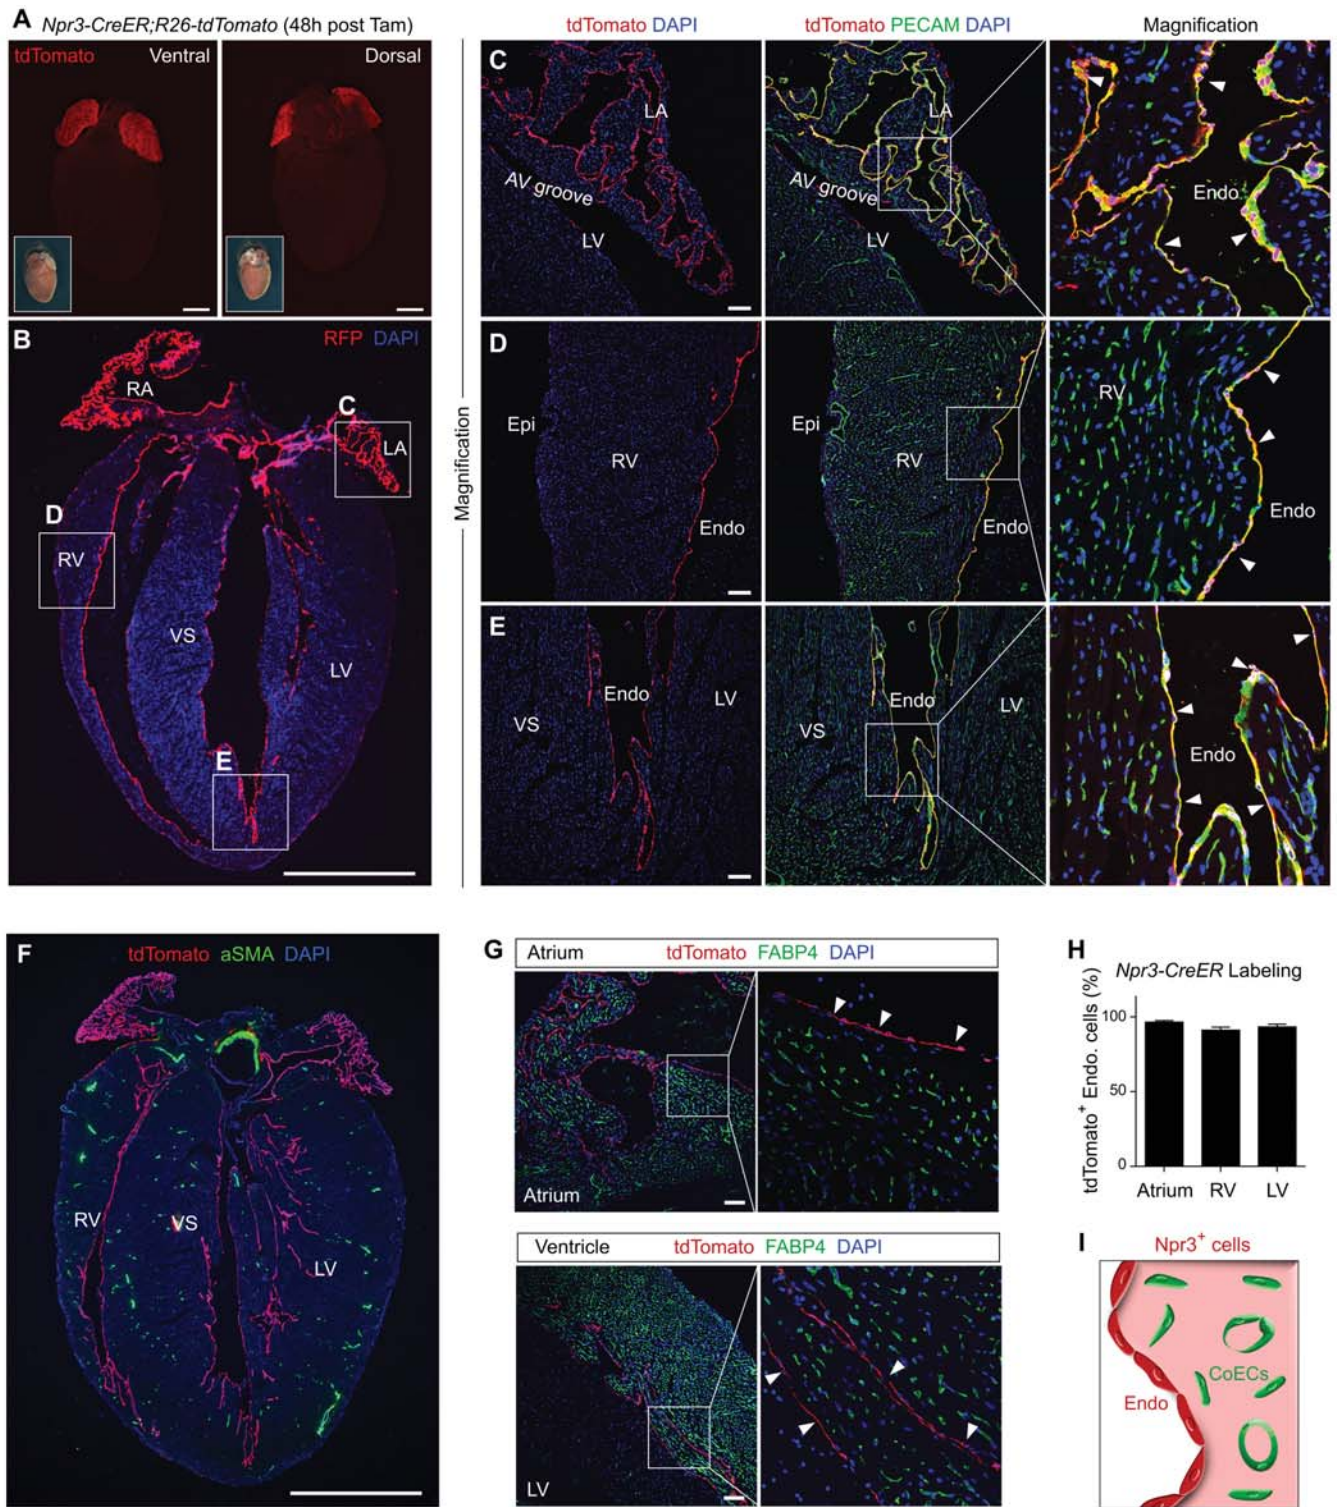 A
Npr3-CreER;R26-tdTomato (48h post Tam)
tdTomato
Ventral
Dorsal
B
RFP DAPI
RA
C
LA
D
RV
VS
LV
E
Magnification
tdTomato DAPI
tdTomato PECAM DAPI
Magnification
C
LA
AV groove
LV
LA
AV groove
LV
Endo
D
Epi
RV
Endo
Epi
RV
Endo
RV
Endo
E
VS
Endo
LV
VS
Endo
LV
Endo
F
tdTomato aSMA DAPI
RV
VS
LV
G
Atrium tdTomato FABP4 DAPI
Atrium
Ventricle tdTomato FABP4 DAPI
LV
H
Npr3-CreER Labeling
tdTomato⁺ Endo. cells (%)
100
50
0
Atrium RV LV
I
Npr3⁺ cells
CoECs
Endo